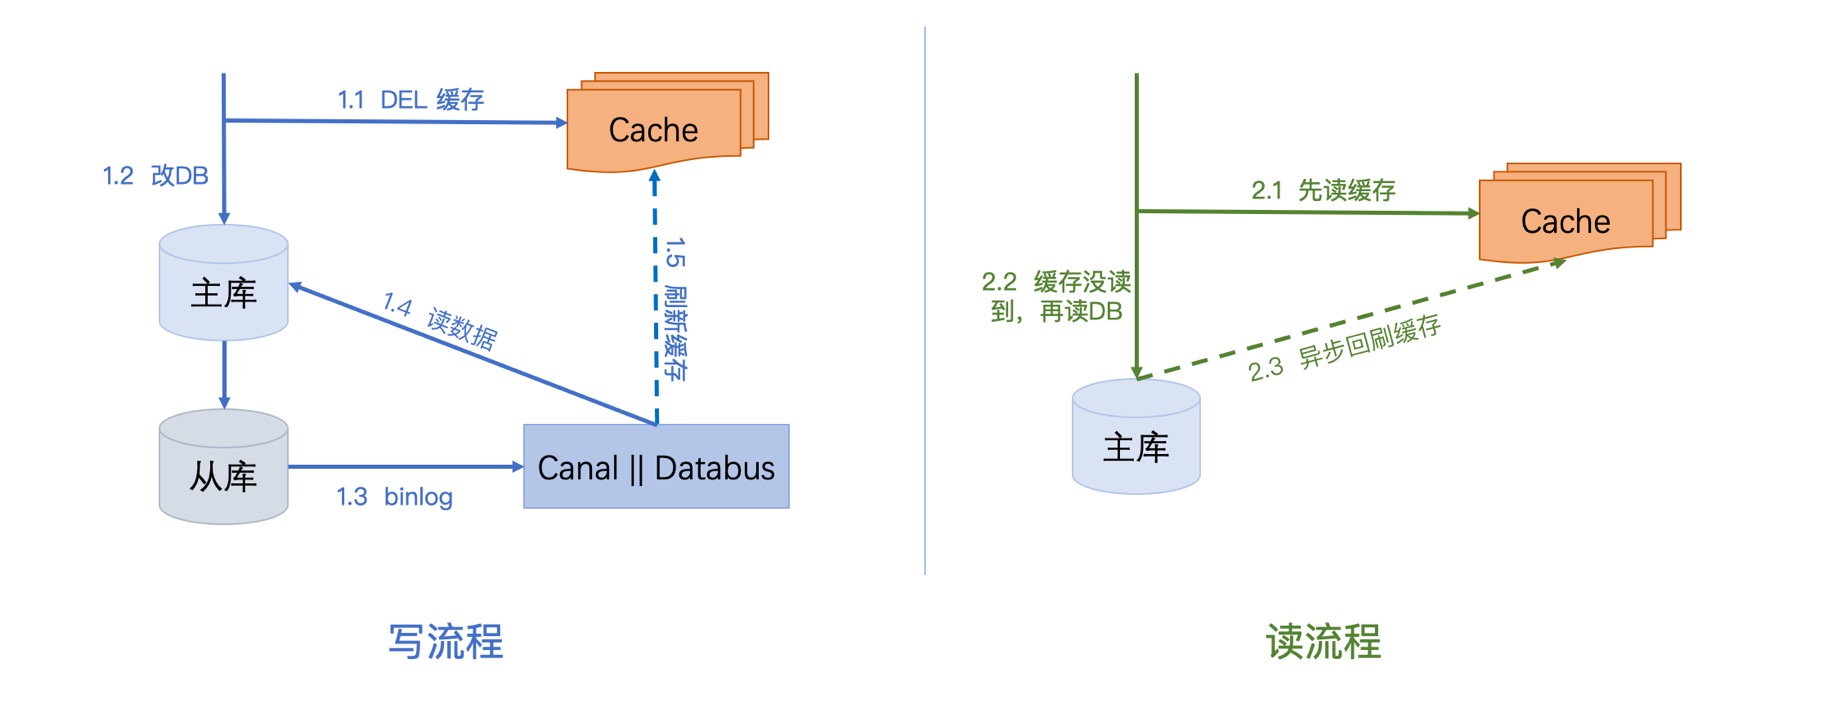 1.1 DEL 缓存
Cache
1.2 改DB
主库
1.4 读数据
1.5 刷新缓存
从库
1.3 binlog
Canal || Databus
写流程
2.1 先读缓存
Cache
2.2 缓存没读
到，再读DB
2.3 异步回刷缓存
主库
读流程